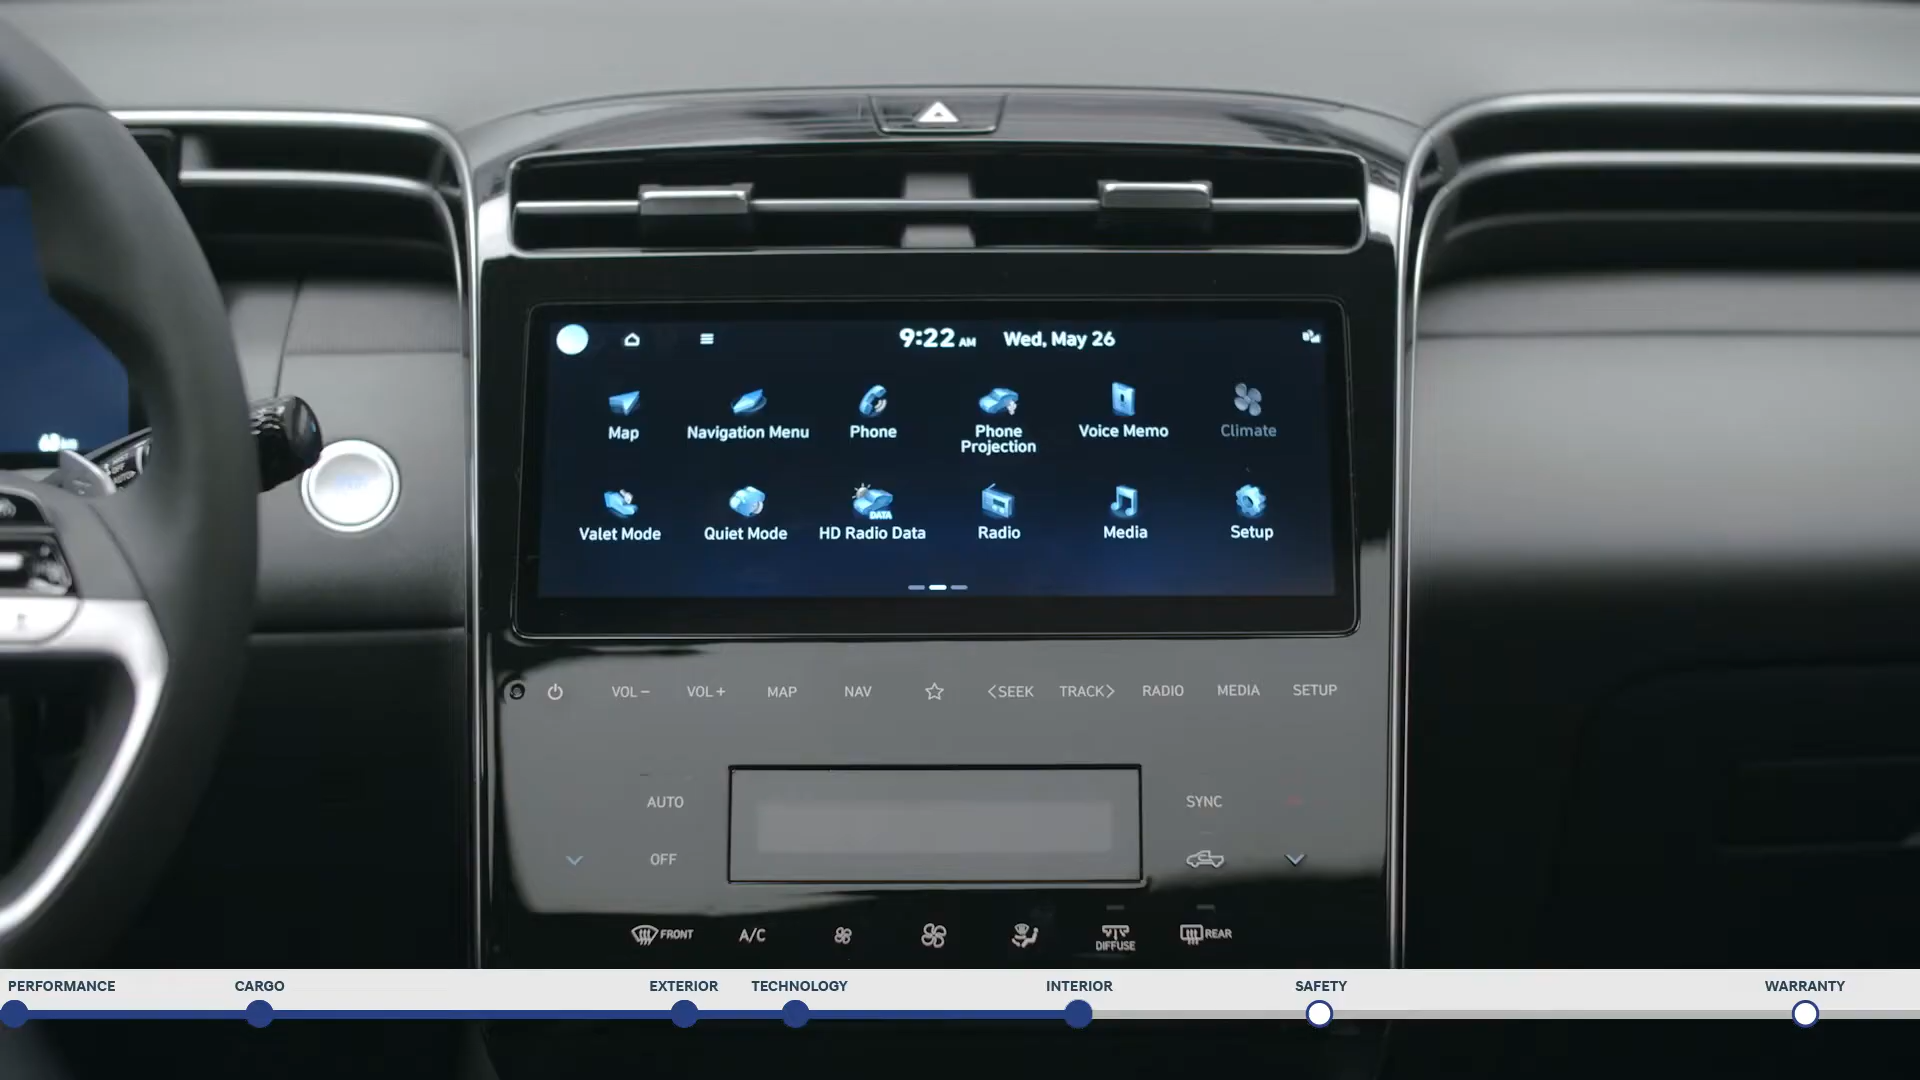 9:22 AM Wed, May 26
Map
Navigation Menu
Phone
Phone
Projection
Voice Memo
Climate
Valet Mode
Quiet Mode
DATA
HD Radio Data
Radio
Media
Setup
VOL− VOL+ MAP NAV <SEEK TRACK> RADIO MEDIA SETUP
AUTO SYNC
OFF
FRONT A/C DIFFUSE REAR
PERFORMANCE CARGO EXTERIOR TECHNOLOGY INTERIOR SAFETY WARRANTY